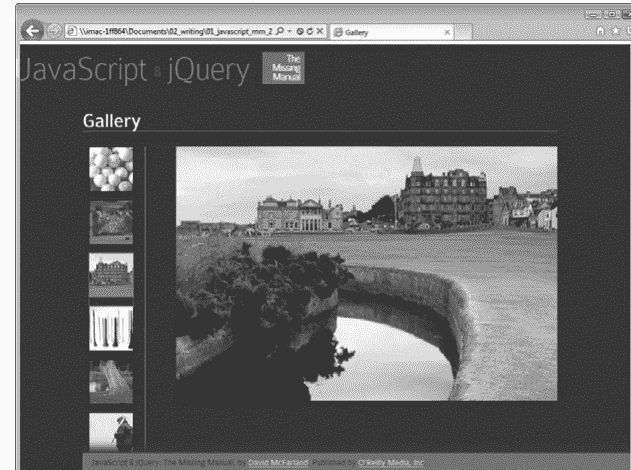 \\imac-1ff864\Documents\02_writing\01_javascript_mm_2
Gallery
JavaScript & jQuery
The
Missing
Manual
Gallery
JavaScript & jQuery: The Missing Manual, by David McFarland. Published by O'Reilly Media, Inc